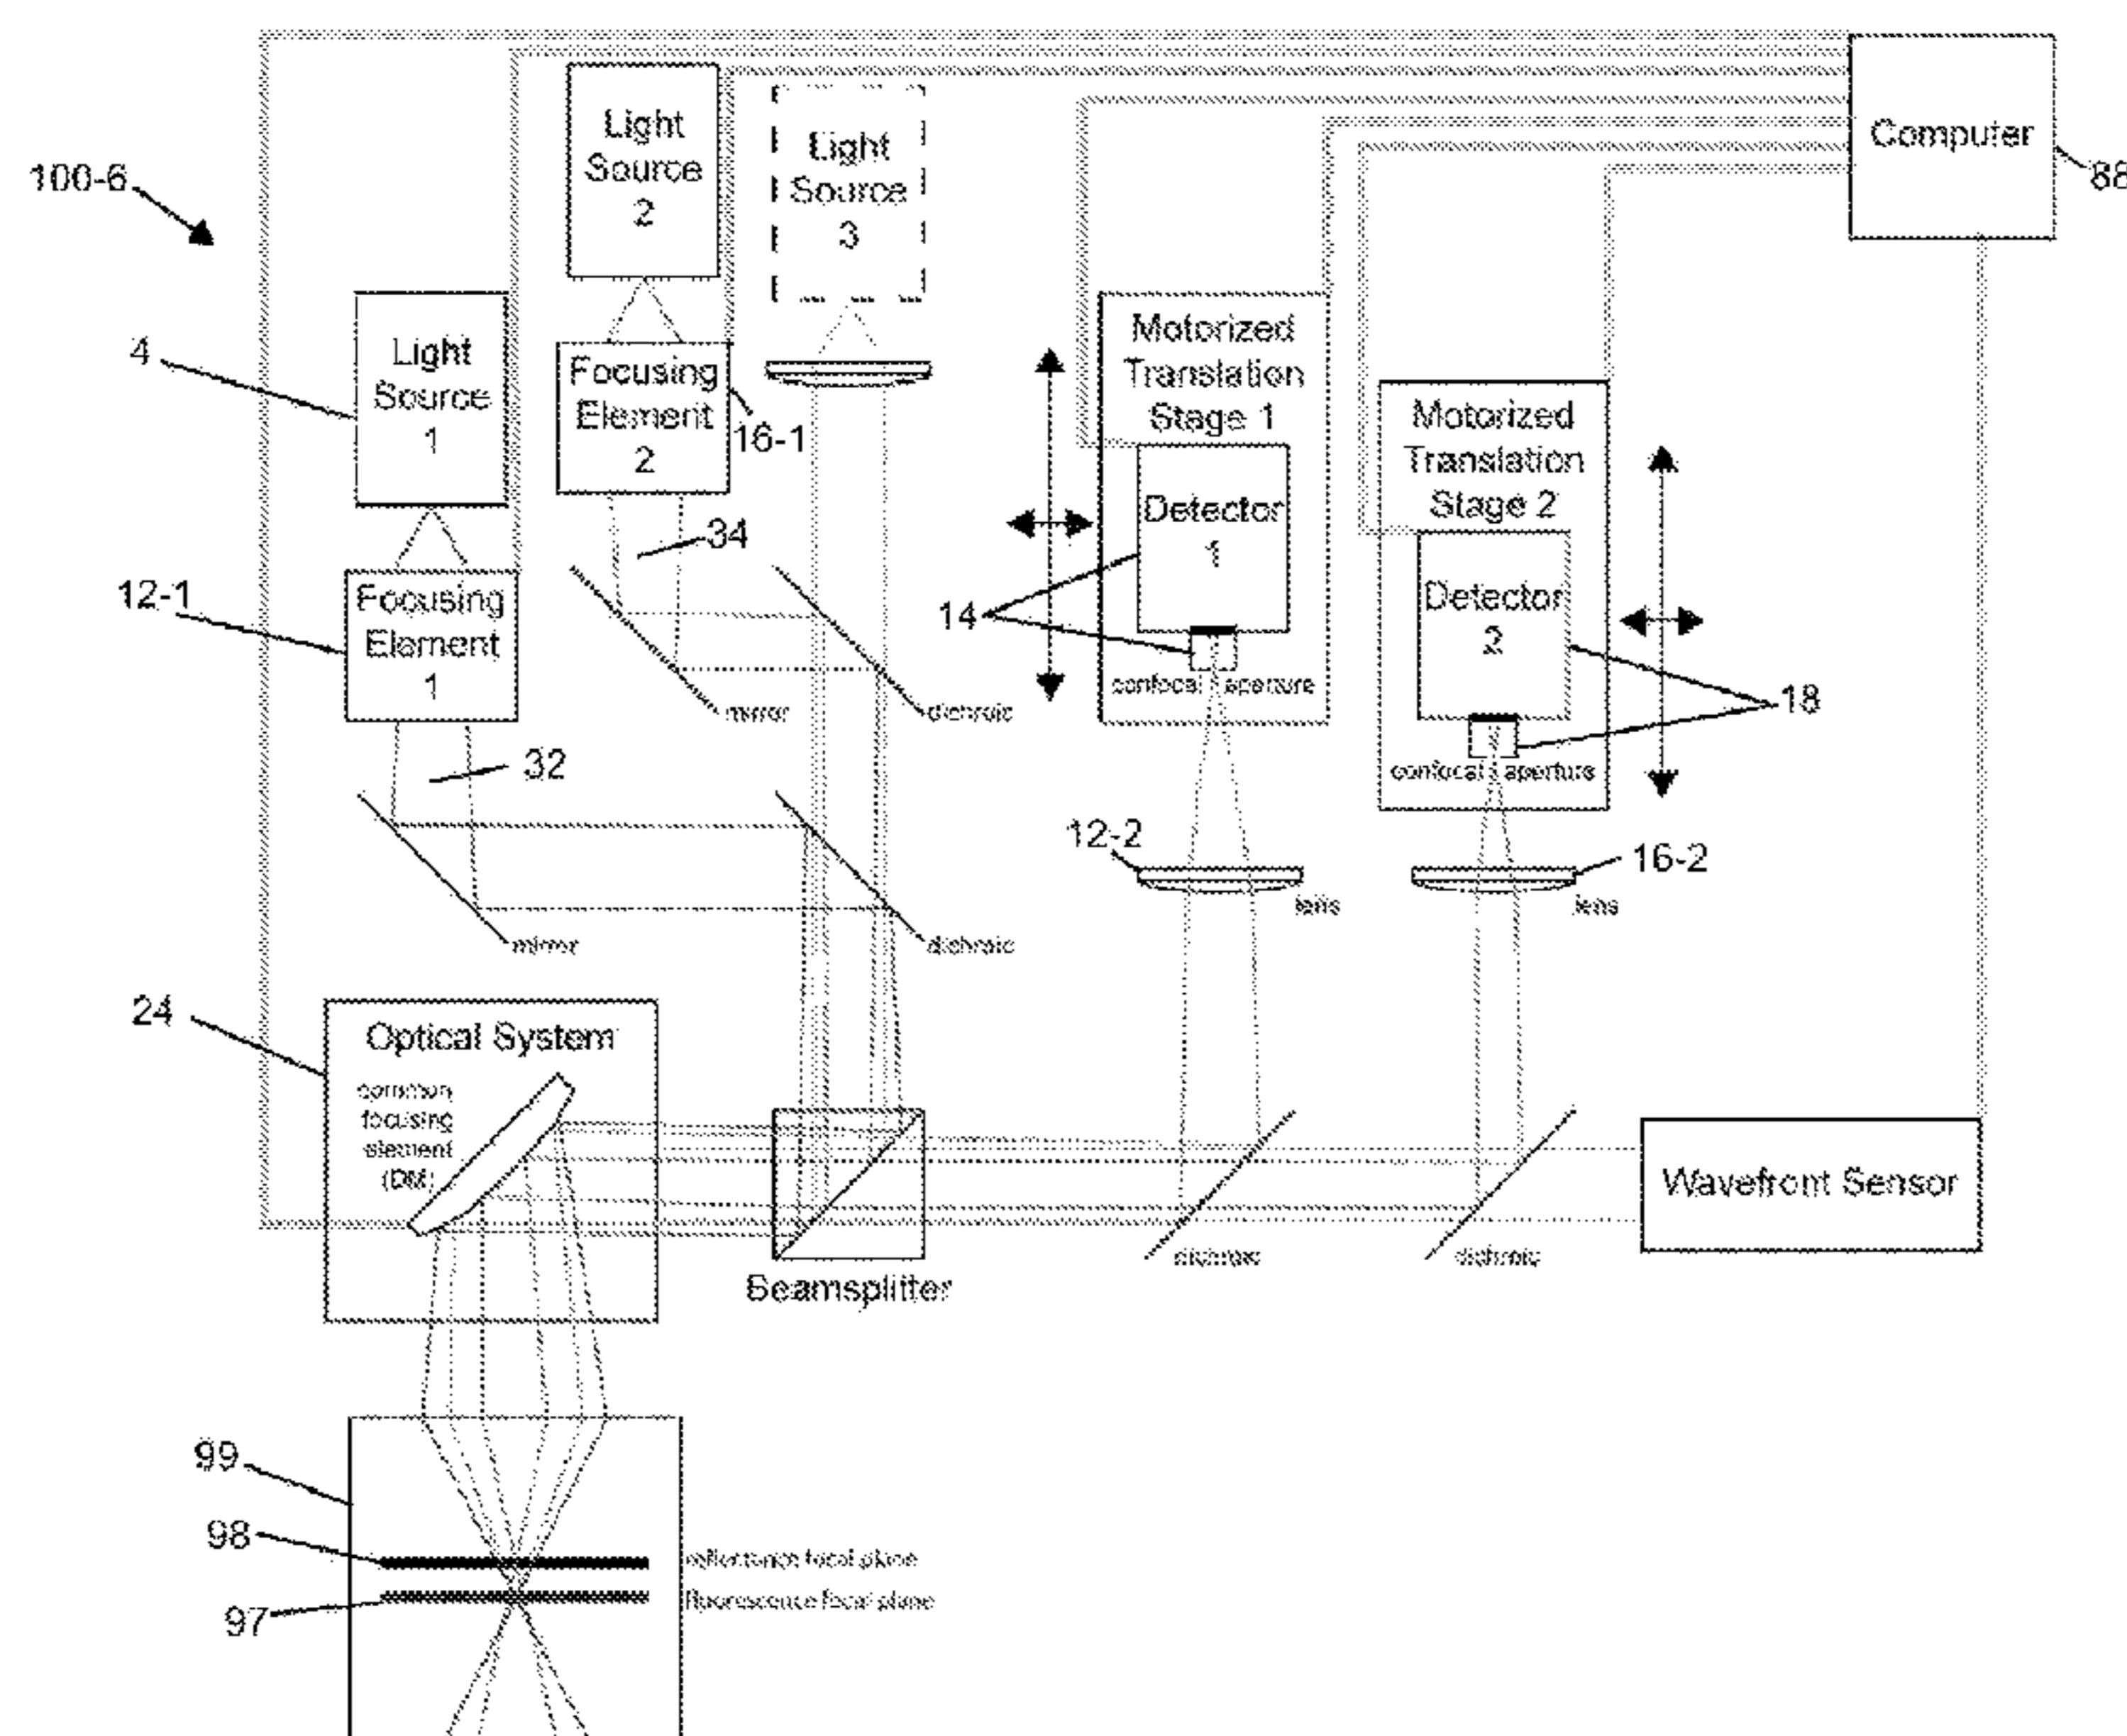 100-6
Light
Source
2
Light
Source
3
Computer
88
4
Light
Source
1
Focusing
Element
2
16-1
Motorized
Translation
Stage 1
Detector
1
confocal aperture
Motorized
Translation
Stage 2
Detector
2
confocal aperture
14
18
12-1
Focusing
Element
1
34
mirror
dichroic
32
mirror
dichroic
12-2
lens
16-2
lens
24
Optical System
common
focusing
element
(DM)
Beamsplitter
dichroic
dichroic
Wavefront Sensor
99
98
reflectance focal plane
97
fluorescence focal plane